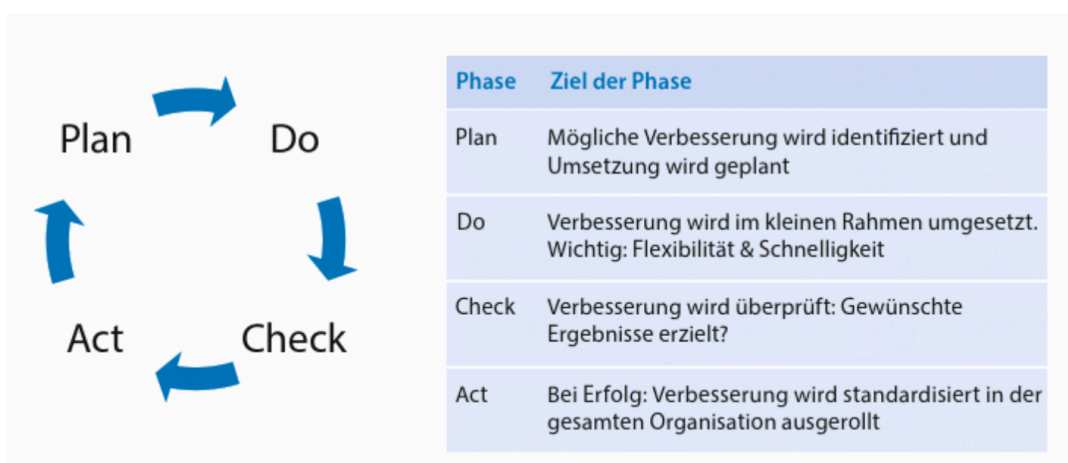 Plan
Do
Act
Check
Phase Ziel der Phase
Plan Mögliche Verbesserung wird identifiziert und
Umsetzung wird geplant
Do Verbesserung wird im kleinen Rahmen umgesetzt.
Wichtig: Flexibilität & Schnelligkeit
Check Verbesserung wird überprüft: Gewünschte
Ergebnisse erzielt?
Act Bei Erfolg: Verbesserung wird standardisiert in der
gesamten Organisation ausgerollt